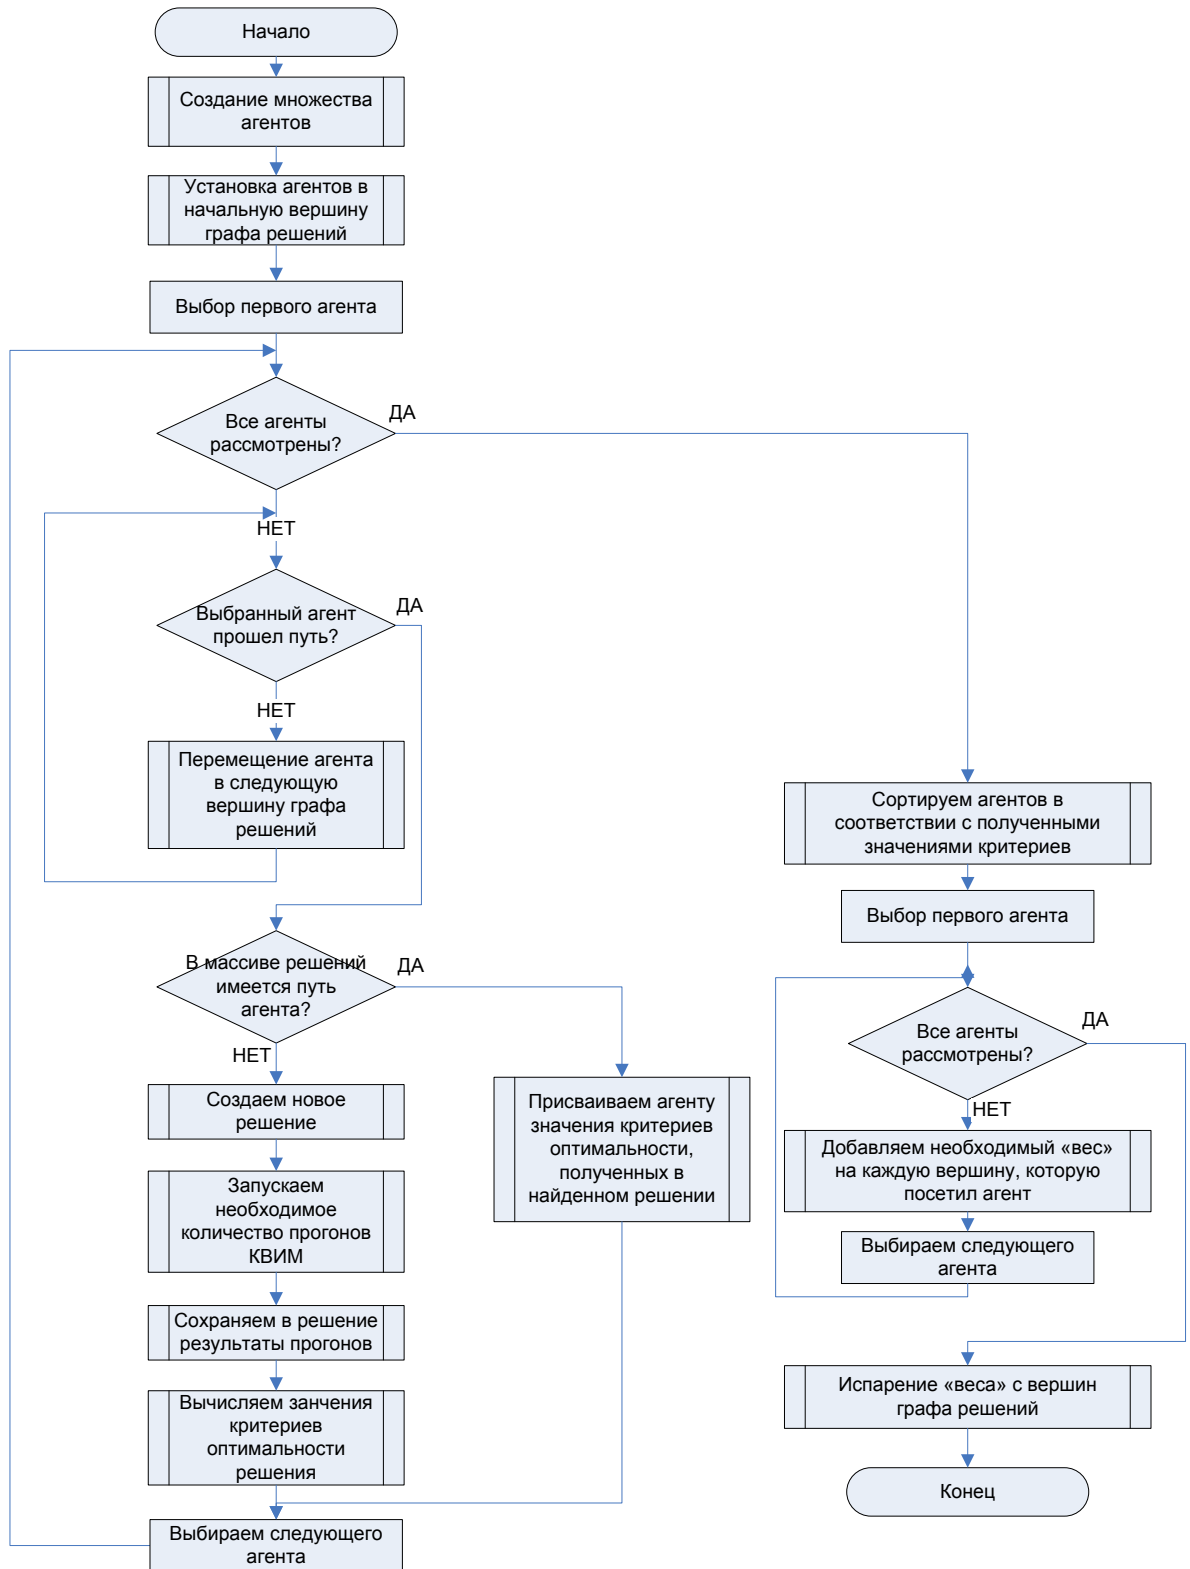 Начало
Создание множества
агентов
Установка агентов в
начальную вершину
графа решений
Выбор первого агента
Все агенты
рассмотрены?
ДА
НЕТ
Выбранный агент
прошел путь?
ДА
НЕТ
Перемещение агента
в следующую
вершину графа
решений
В массиве решений
имеется путь
агента?
ДА
НЕТ
Создаем новое
решение
Запускаем
необходимое
количество прогонов
КВИМ
Сохраняем в решение
результаты прогонов
Вычисляем занчения
критериев
оптимальности
решения
Выбираем следующего
агента
Присваиваем агенту
значения критериев
оптимальности,
полученных в
найденном решении
Сортируем агентов в
соответствии с полученными
значениями критериев
Выбор первого агента
Все агенты
рассмотрены?
ДА
НЕТ
Добавляем необходимый «вес»
на каждую вершину, которую
посетил агент
Выбираем следующего
агента
Испарение «веса» с вершин
графа решений
Конец